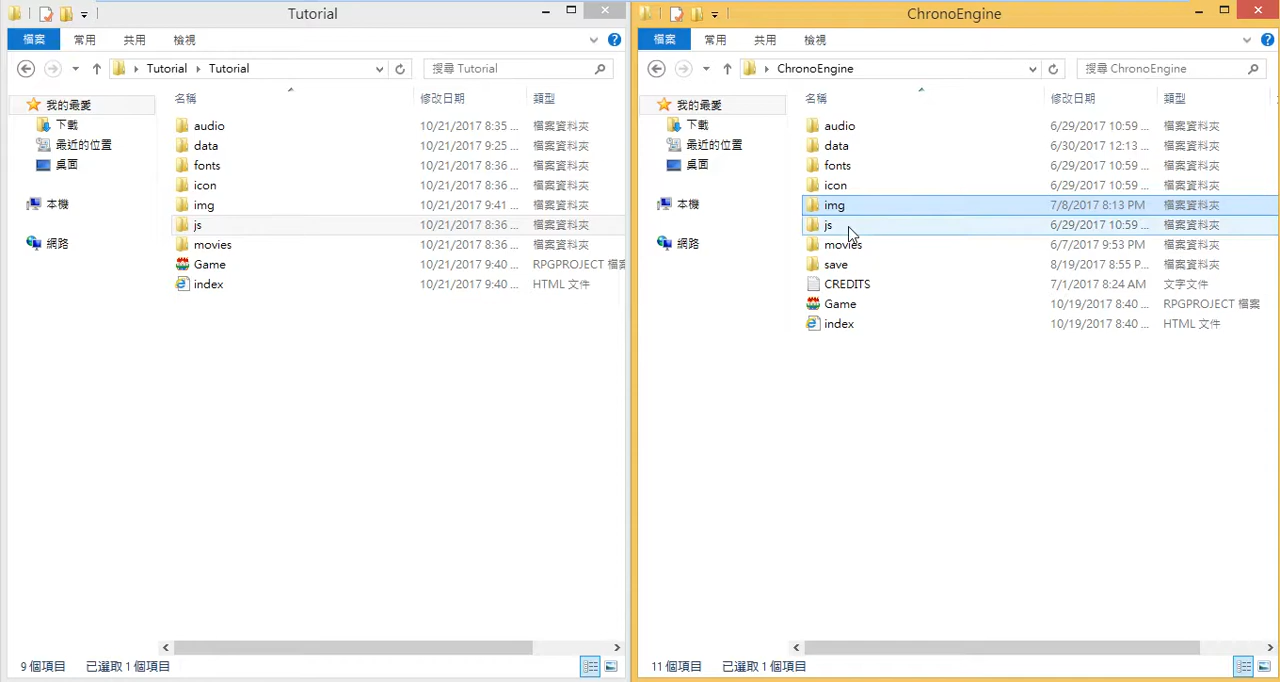 Tutorial
檔案 常用 共用 檢視
Tutorial Tutorial 搜尋 Tutorial
名稱 修改日期 類型
我的最愛
下載
最近的位置
桌面
本機
網路
audio 10/21/2017 8:35 ... 檔案資料夾
data 10/21/2017 9:25 ... 檔案資料夾
fonts 10/21/2017 8:36 ... 檔案資料夾
icon 10/21/2017 8:36 ... 檔案資料夾
img 10/21/2017 9:41 ... 檔案資料夾
js 10/21/2017 8:36 ... 檔案資料夾
movies 10/21/2017 8:36 ... 檔案資料夾
Game 10/21/2017 9:40 ... RPGPROJECT 檔案
index 10/21/2017 9:40 ... HTML 文件
9 個項目 已選取 1 個項目
ChronoEngine
檔案 常用 共用 檢視
ChronoEngine 搜尋 ChronoEngine
名稱 修改日期 類型
我的最愛
下載
最近的位置
桌面
本機
網路
audio 6/29/2017 10:59 ... 檔案資料夾
data 6/30/2017 12:13 ... 檔案資料夾
fonts 6/29/2017 10:59 ... 檔案資料夾
icon 6/29/2017 10:59 ... 檔案資料夾
img 7/8/2017 8:13 PM 檔案資料夾
js 6/29/2017 10:59 ... 檔案資料夾
movies 6/7/2017 9:53 PM 檔案資料夾
save 8/19/2017 8:55 P... 檔案資料夾
CREDITS 7/1/2017 8:24 AM 文字文件
Game 10/19/2017 8:40 ... RPGPROJECT 檔案
index 10/19/2017 8:40 ... HTML 文件
11 個項目 已選取 1 個項目